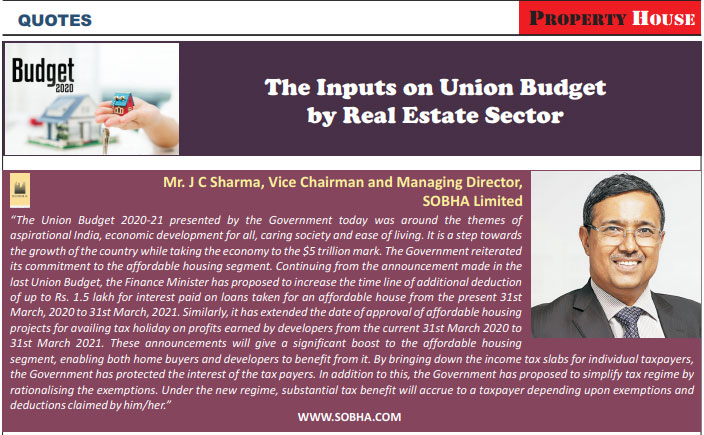 QUOTES
PROPERTY HOUSE
Budget
2020
The Inputs on Union Budget
by Real Estate Sector
Mr. J C Sharma, Vice Chairman and Managing Director,
SOBHA Limited
“The Union Budget 2020-21 presented by the Government today was around the themes of
aspirational India, economic development for all, caring society and ease of living. It is a step towards
the growth of the country while taking the economy to the $5 trillion mark. The Government reiterated
its commitment to the affordable housing segment. Continuing from the announcement made in the
last Union Budget, the Finance Minister has proposed to increase the time line of additional deduction
of up to Rs. 1.5 lakh for interest paid on loans taken for an affordable house from the present 31st
March, 2020 to 31st March, 2021. Similarly, it has extended the date of approval of affordable housing
projects for availing tax holiday on profits earned by developers from the current 31st March 2020 to
31st March 2021. These announcements will give a significant boost to the affordable housing
segment, enabling both home buyers and developers to benefit from it. By bringing down the income tax slabs for individual taxpayers,
the Government has protected the interest of the tax payers. In addition to this, the Government has proposed to simplify tax regime by
rationalising the exemptions. Under the new regime, substantial tax benefit will accrue to a taxpayer depending upon exemptions and
deductions claimed by him/her.”
WWW.SOBHA.COM